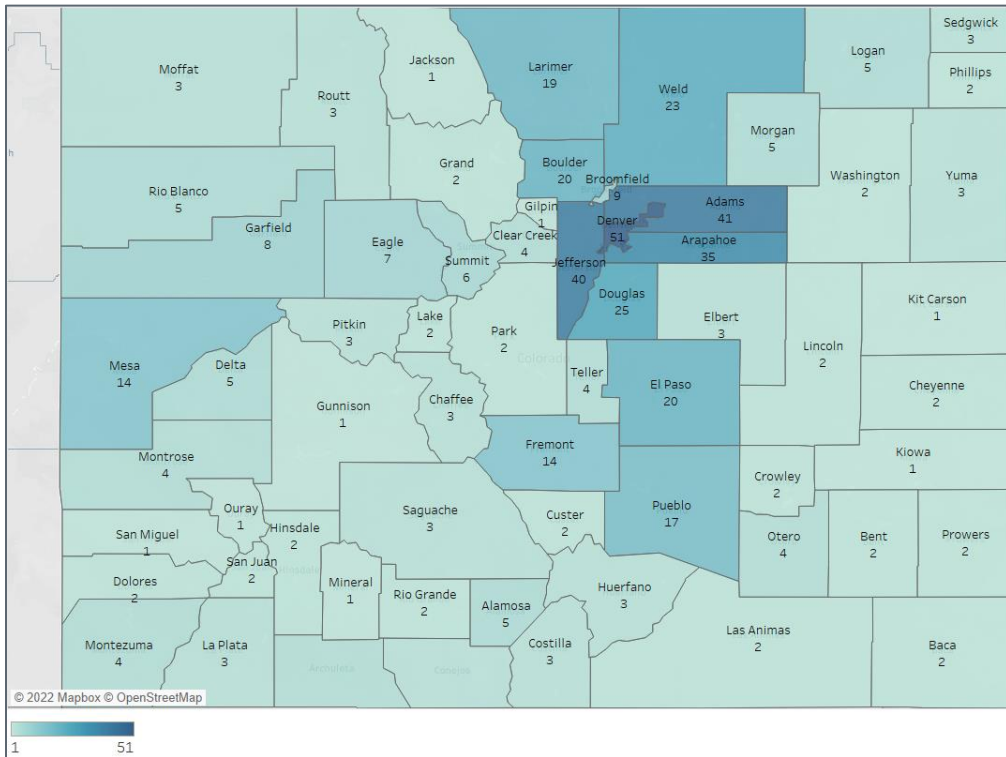 Sedgwick
3
Jackson
1
Larimer
19
Logan
5
Moffat
3
Weld
23
Phillips
2
Routt
3
Morgan
5
Grand
2
Boulder
20
Washington
2
Yuma
3
Rio Blanco
5
Broomfield
9
Adams
41
Gilpin
1
Denver
51
Garfield
8
Clear Creek
4
Arapahoe
35
Eagle
7
Summit
6
Jefferson
40
Douglas
25
Kit Carson
1
Elbert
3
Lake
2
Pitkin
3
Park
2
Lincoln
2
Colorado
Mesa
14
Delta
5
Teller
4
El Paso
20
Cheyenne
2
Chaffee
3
Gunnison
1
Fremont
14
Kiowa
1
Montrose
4
Crowley
2
Pueblo
17
Ouray
1
Saguache
3
Custer
2
Hinsdale
2
San Miguel
1
Otero
4
Bent
2
Prowers
2
San Juan
2
Hinsdale
Dolores
2
Mineral
1
Rio Grande
2
Huerfano
3
Alamosa
5
Las Animas
2
Montezuma
4
La Plata
3
Costilla
3
Baca
2
Archuleta
Conejos
© 2022 Mapbox © OpenStreetMap
1 51